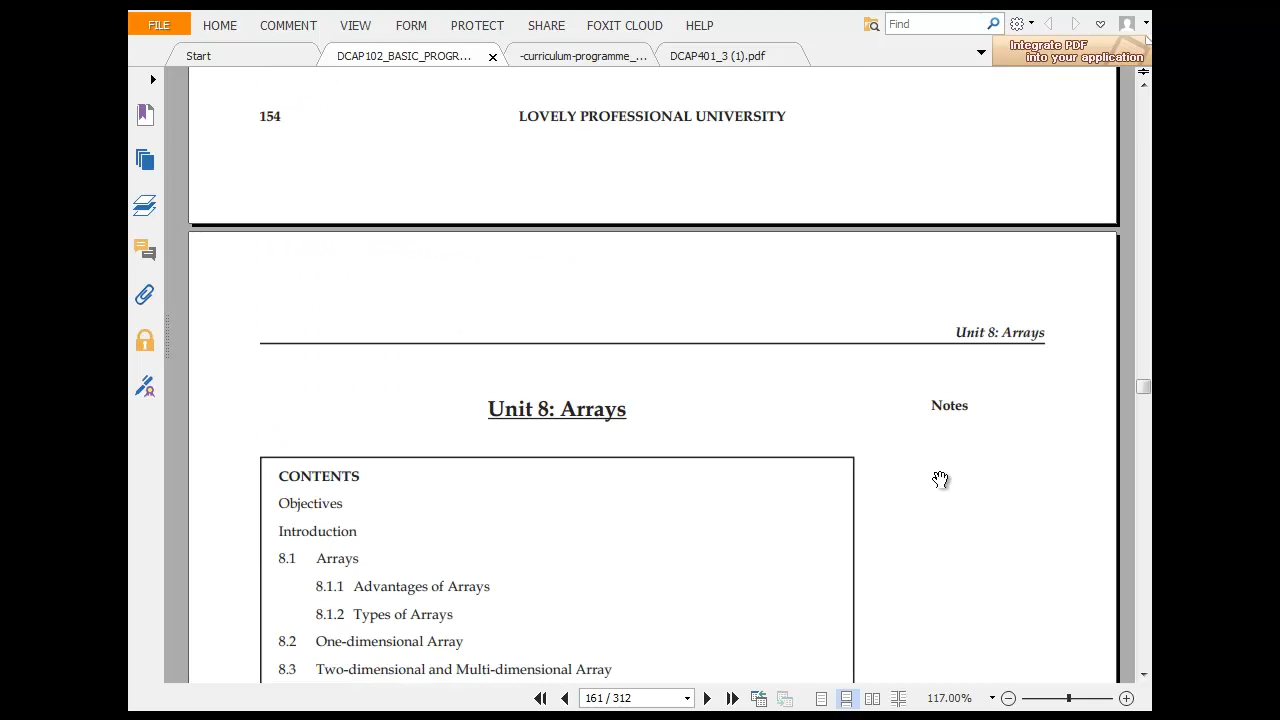 FILE HOME COMMENT VIEW FORM PROTECT SHARE FOXIT CLOUD HELP Find
Start DCAP102_BASIC_PROGR... -curriculum-programme_... DCAP401_3 (1).pdf
Integrate PDF
into your application
154 LOVELY PROFESSIONAL UNIVERSITY
Unit 8: Arrays
Unit 8: Arrays Notes
CONTENTS
Objectives
Introduction
8.1 Arrays
8.1.1 Advantages of Arrays
8.1.2 Types of Arrays
8.2 One-dimensional Array
8.3 Two-dimensional and Multi-dimensional Array
161 / 312 117.00%